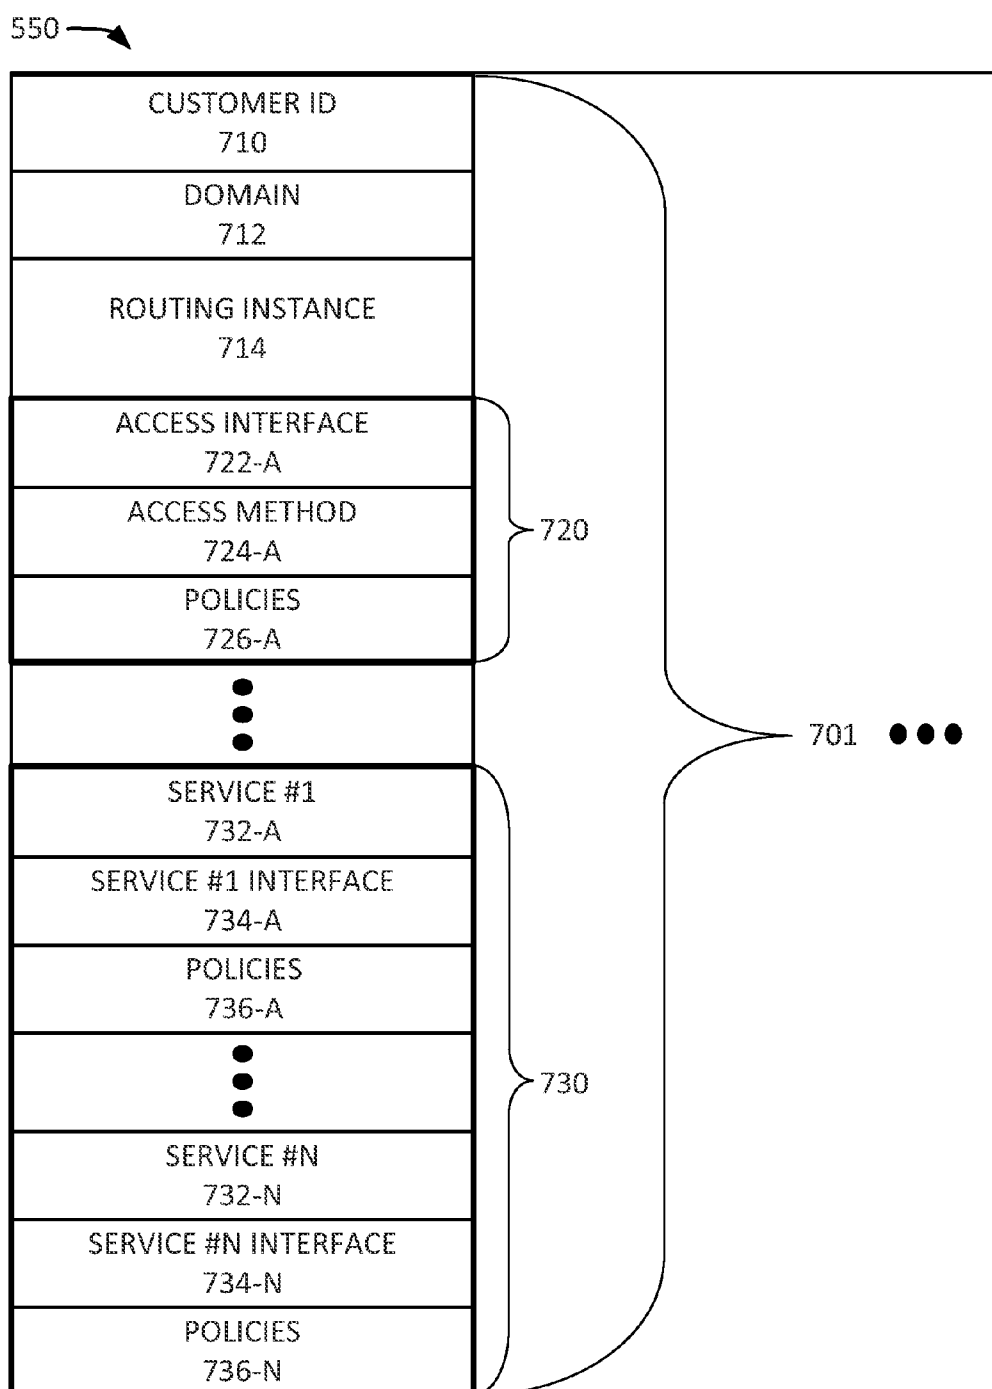 550
CUSTOMER ID
710
DOMAIN
712
ROUTING INSTANCE
714
ACCESS INTERFACE
722-A
ACCESS METHOD
724-A
720
POLICIES
726-A
701
SERVICE #1
732-A
SERVICE #1 INTERFACE
734-A
POLICIES
736-A
730
SERVICE #N
732-N
SERVICE #N INTERFACE
734-N
POLICIES
736-N